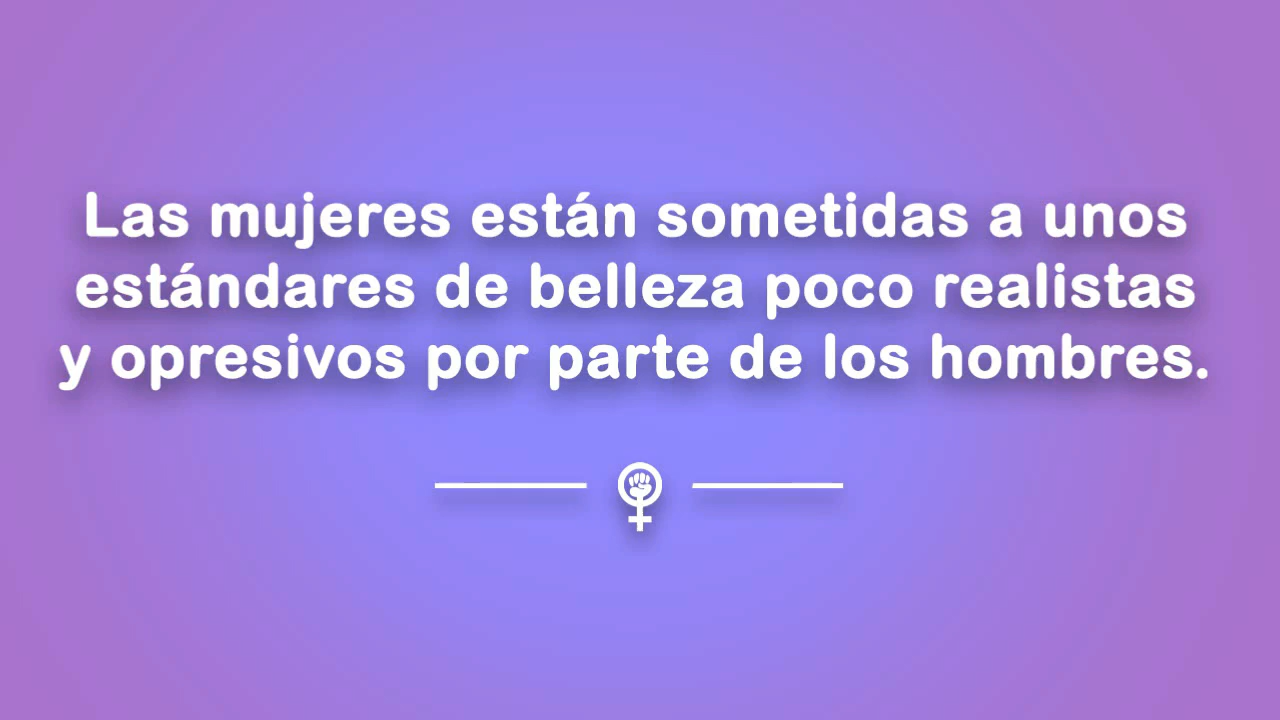 Las mujeres están sometidas a unos
estándares de belleza poco realistas
y opresivos por parte de los hombres.